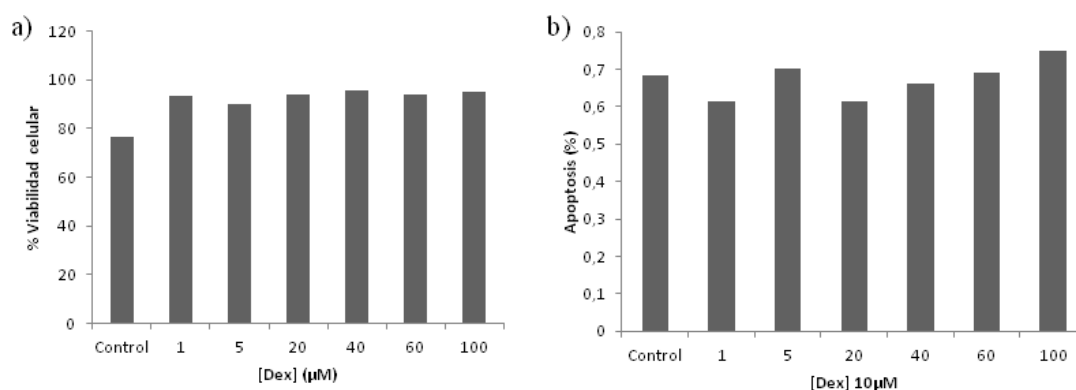 a)
% Viabilidad celular
120
100
80
60
40
20
0
Control 1 5 20 40 60 100
[Dex] (µM)
b)
Apoptosis (%)
0,8
0,7
0,6
0,5
0,4
0,3
0,2
0,1
0
Control 1 5 20 40 60 100
[Dex] 10µM